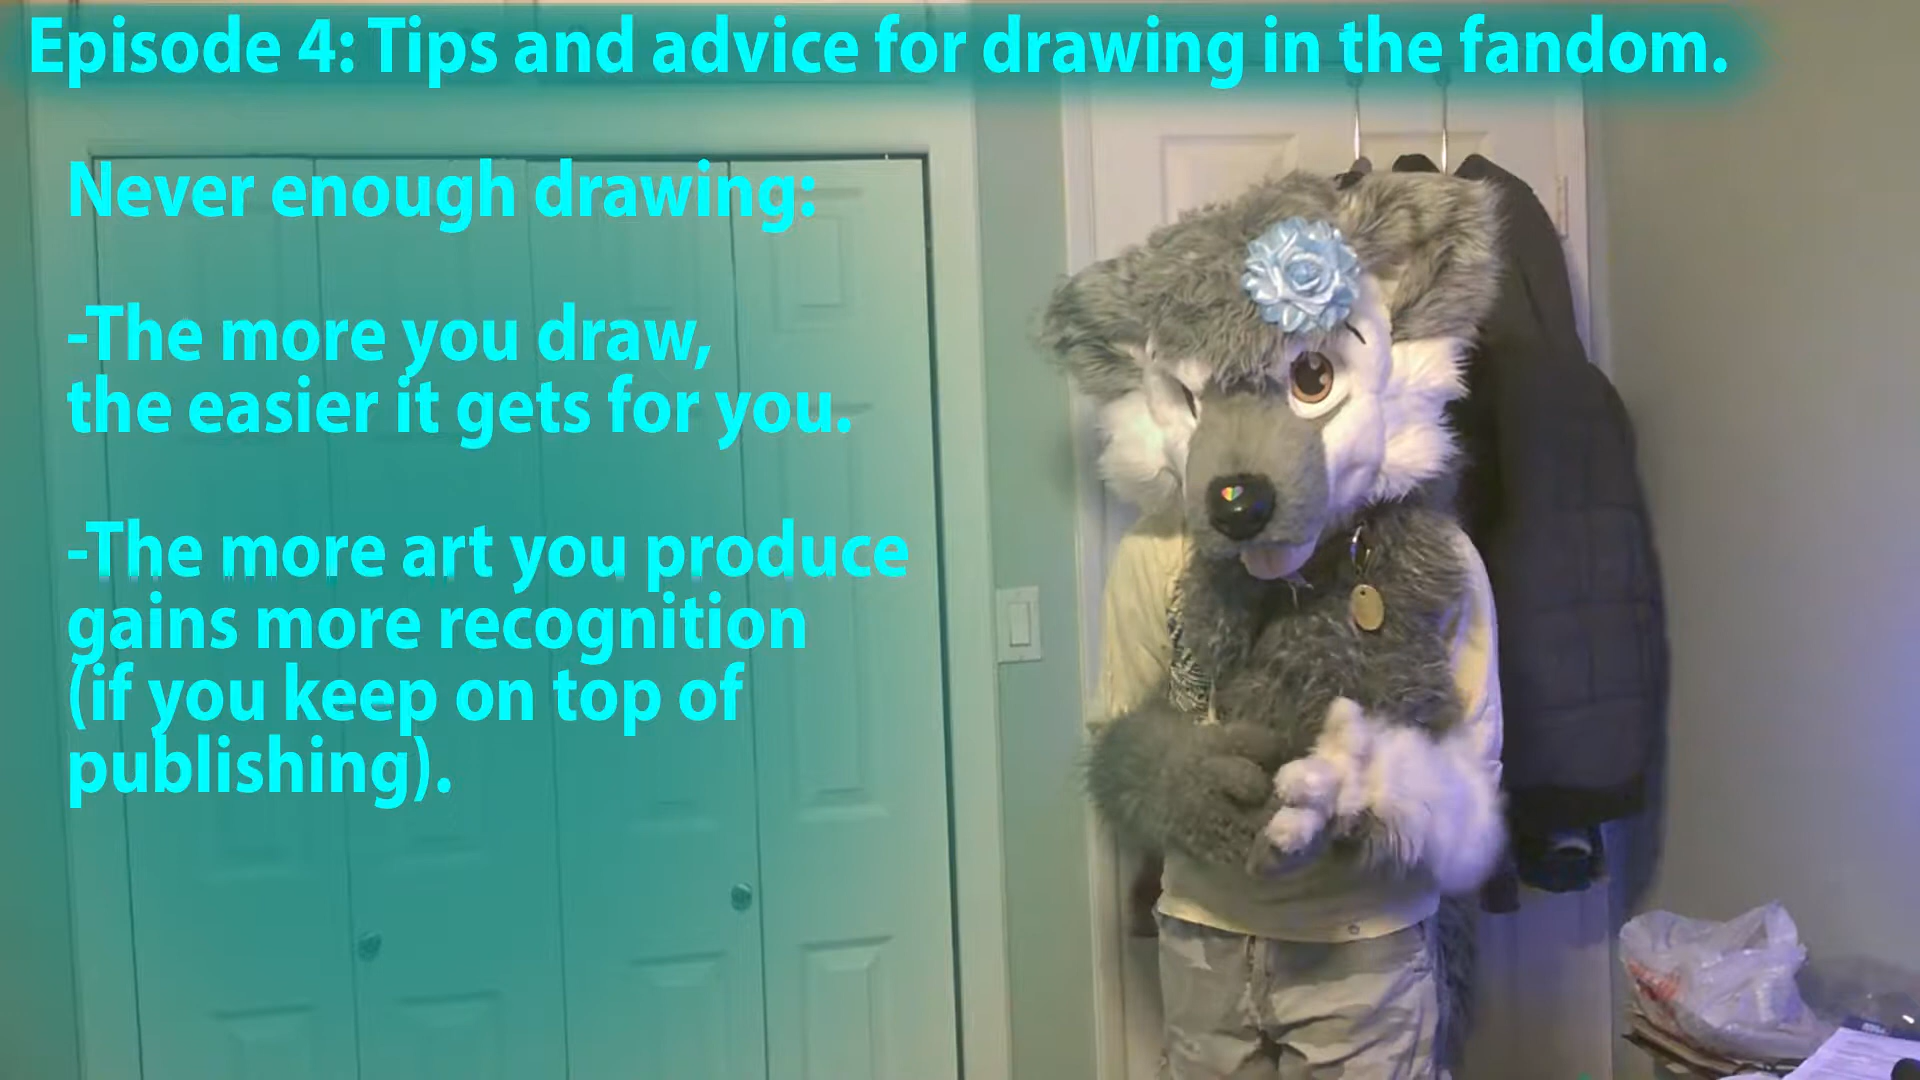 Episode 4: Tips and advice for drawing in the fandom.
Never enough drawing:
-The more you draw,
the easier it gets for you.
-The more art you produce
gains more recognition
(if you keep on top of
publishing).